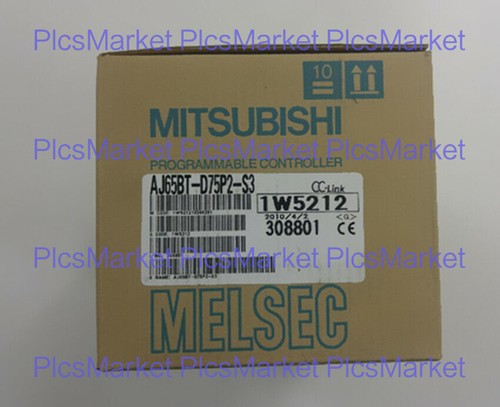 PlcsMarket PlcsMarket PlcsMarket
10
MITSUBISHI
PlcsMarket PlcsMarket PlcsMarket
PROGRAMMABLE CONTROLLER
AJ65BT-D75P2-S3
CC-Link
1W5212
2010/4/2 <G>
308801 CE
PlcsMarket PlcsMarket PlcsMarket
MELSEC
PlcsMarket PlcsMarket PlcsMarket